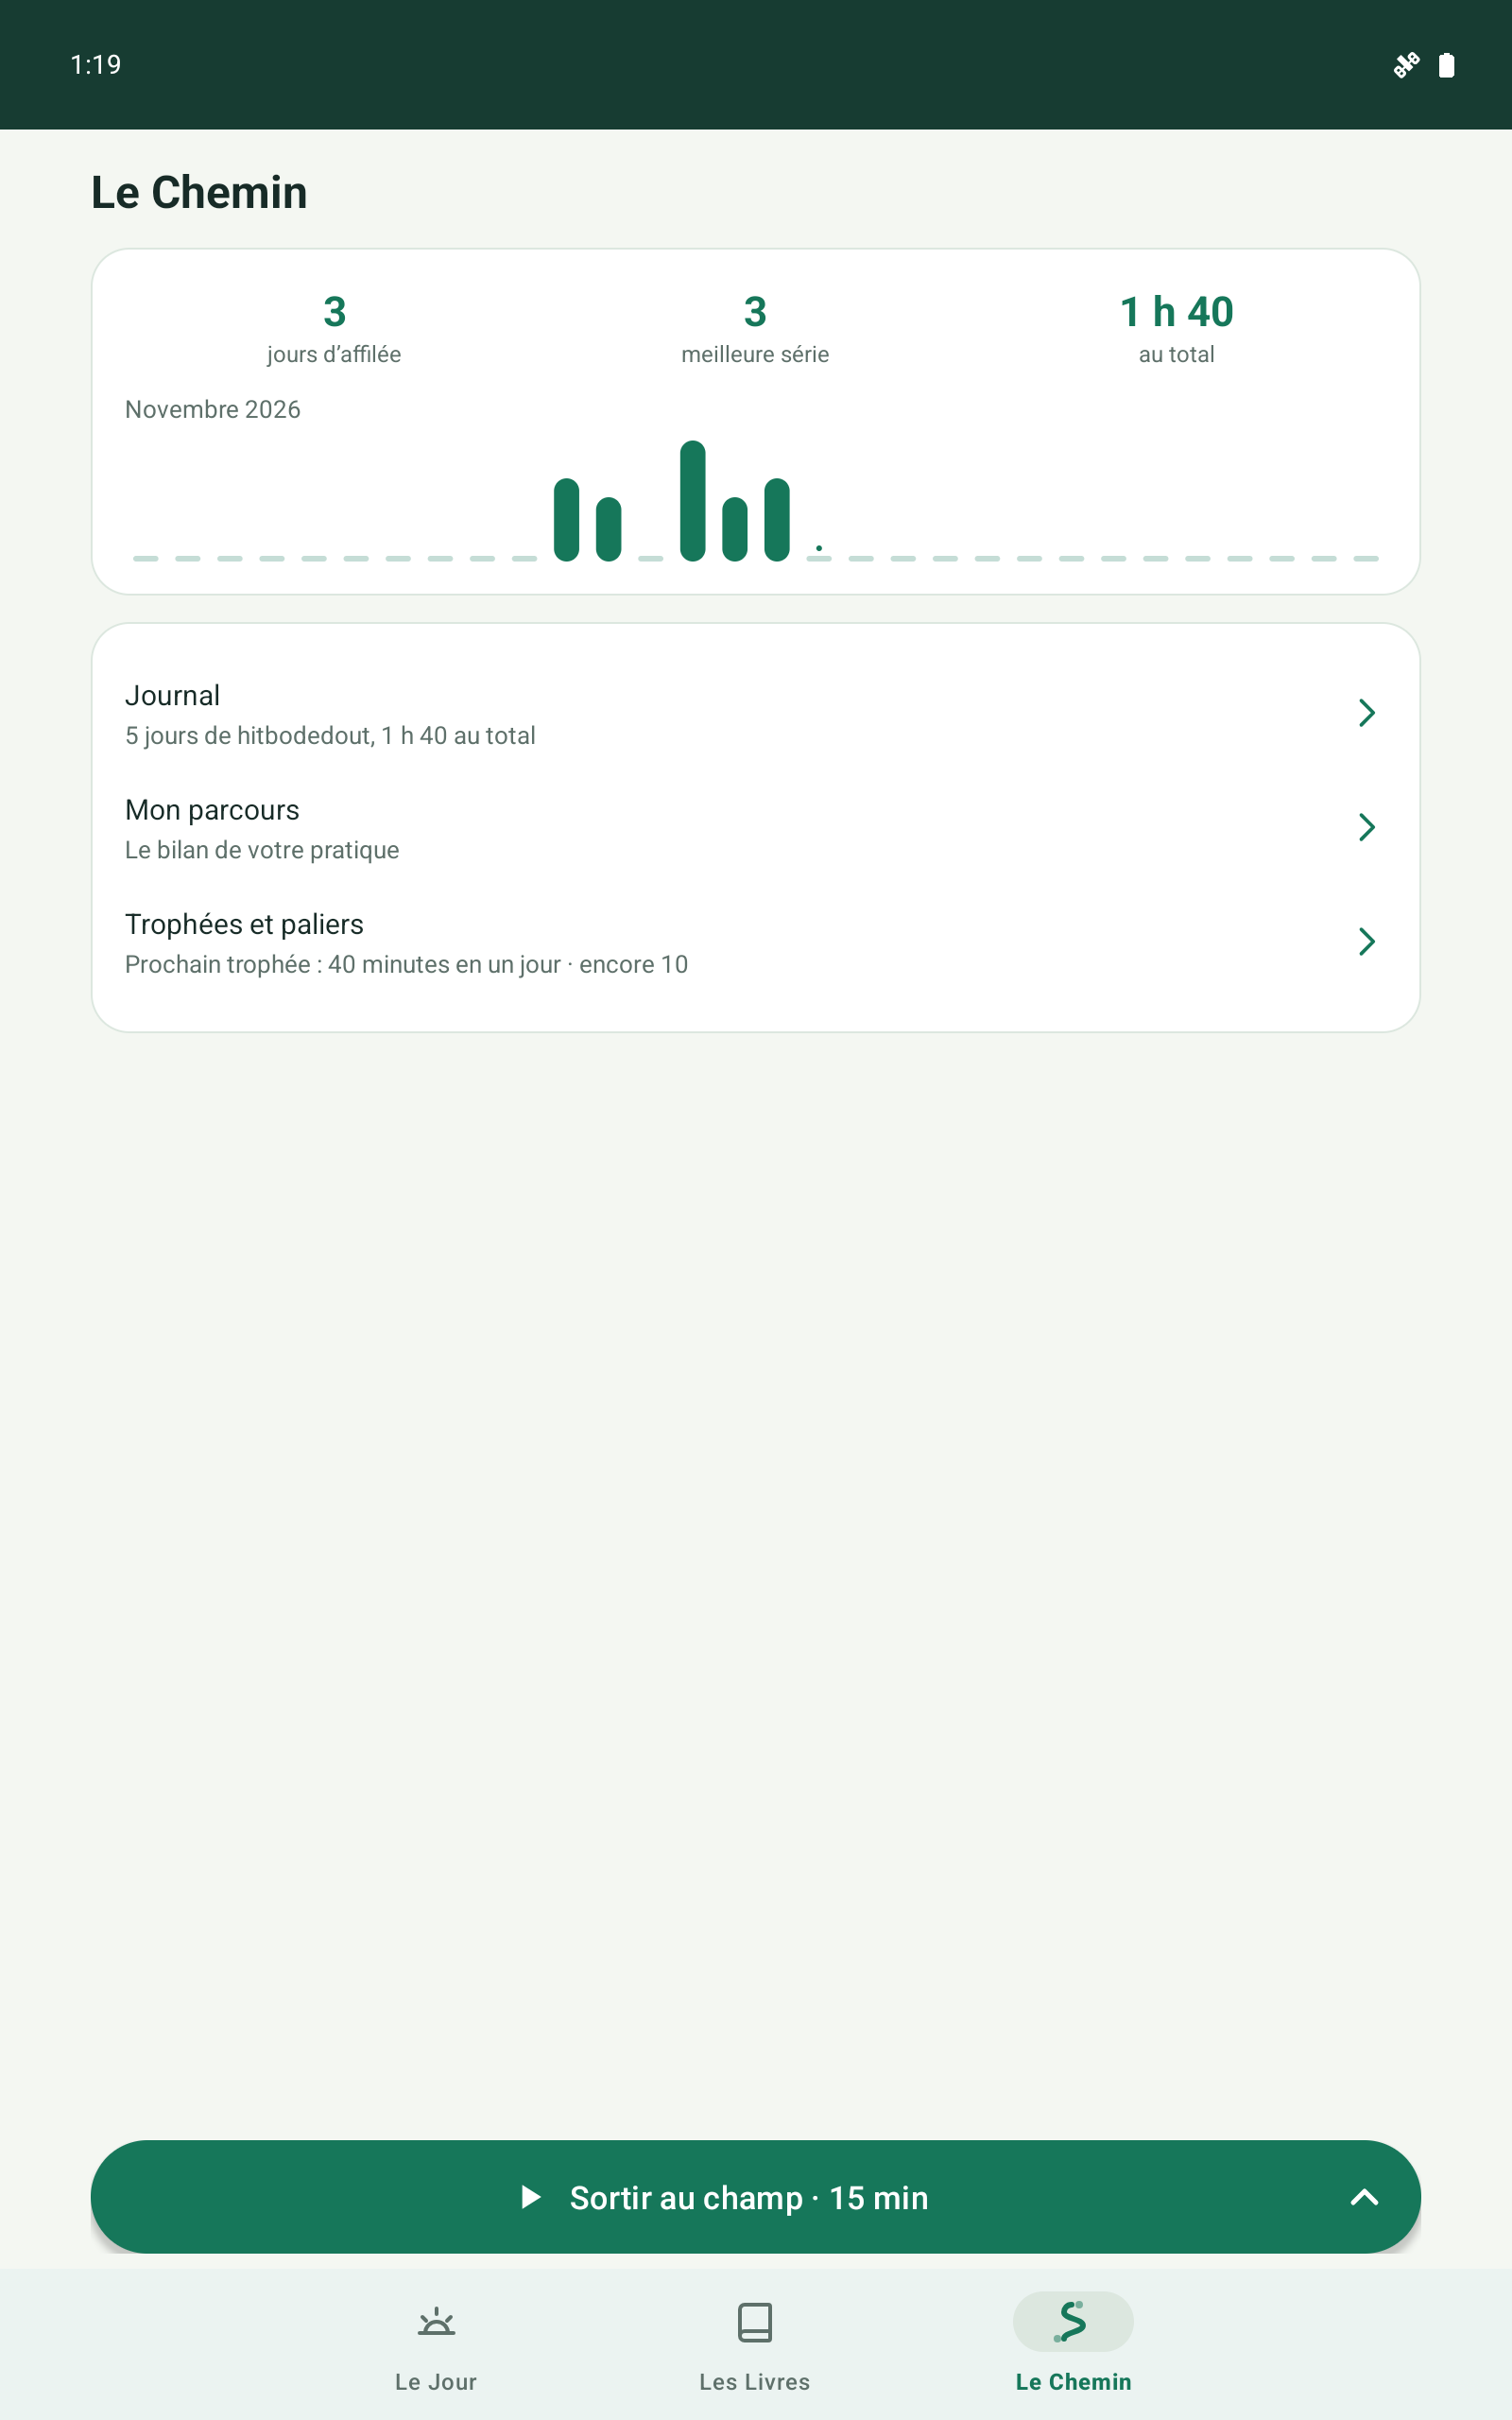 1:19
Le Chemin
3
jours d’affilée
3
meilleure série
1 h 40
au total
Novembre 2026
Journal
5 jours de hitbodedout, 1 h 40 au total
Mon parcours
Le bilan de votre pratique
Trophées et paliers
Prochain trophée : 40 minutes en un jour · encore 10
Sortir au champ · 15 min
Le Jour
Les Livres
Le Chemin